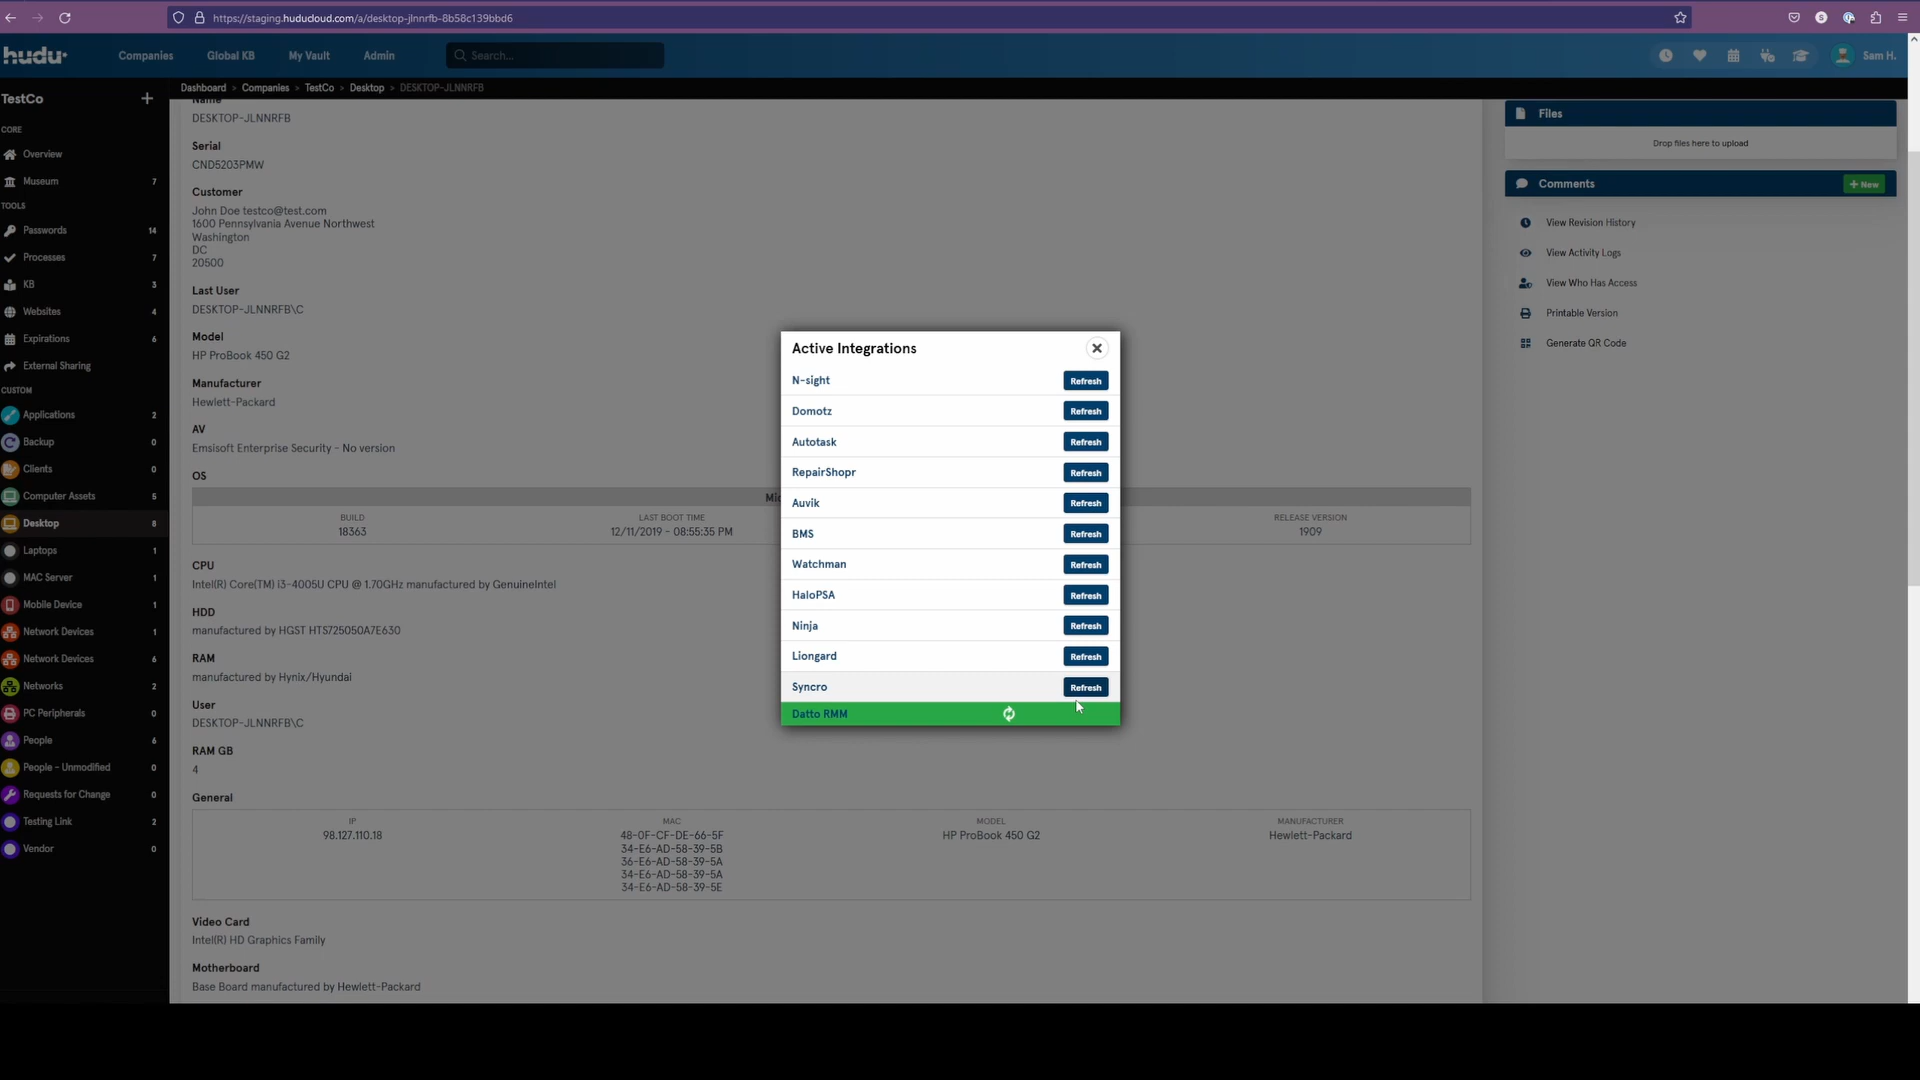 https://staging.huducloud.com/a/desktop-jlnnrfb-8b58c139bbd6
hudu
Companies
Global KB
My Vault
Admin
Search...
Sam H.
TestCo
Dashboard > Companies > TestCo > Desktop > DESKTOP-JLNNRFB
CORE
Overview
Museum 7
TOOLS
Passwords 14
Processes 7
KB 3
Websites 4
Expirations 6
External Sharing
CUSTOM
Applications 2
Backup 0
Clients 0
Computer Assets 5
Desktop 8
Laptops 1
MAC Server 1
Mobile Device 1
Network Devices 1
Network Devices 6
Networks 2
PC Peripherals 0
People 6
People - Unmodified 0
Requests for Change 0
Testing Link 2
Vendor 0
Name
DESKTOP-JLNNRFB
Serial
CND5203PMW
Customer
John Doe testco@test.com
1600 Pennsylvania Avenue Northwest
Washington
DC
20500
Last User
DESKTOP-JLNNRFB\C
Model
HP ProBook 450 G2
Manufacturer
Hewlett-Packard
AV
Emsisoft Enterprise Security - No version
OS
BUILD
18363
LAST BOOT TIME
12/11/2019 - 08:55:35 PM
RELEASE VERSION
1909
CPU
Intel(R) Core(TM) i3-4005U CPU @ 1.70GHz manufactured by GenuineIntel
HDD
manufactured by HGST HTS725050A7E630
RAM
manufactured by Hynix/Hyundai
User
DESKTOP-JLNNRFB\C
RAM GB
4
General
IP
98.127.110.18
MAC
48-0F-CF-DE-66-5F
34-E6-AD-58-39-5B
36-E6-AD-58-39-5A
34-E6-AD-58-39-5A
34-E6-AD-58-39-5E
MODEL
HP ProBook 450 G2
MANUFACTURER
Hewlett-Packard
Video Card
Intel(R) HD Graphics Family
Motherboard
Base Board manufactured by Hewlett-Packard
Active Integrations
N-sight Refresh
Domotz Refresh
Autotask Refresh
RepairShopr Refresh
Auvik Refresh
BMS Refresh
Watchman Refresh
HaloPSA Refresh
Ninja Refresh
Liongard Refresh
Syncro Refresh
Datto RMM
Files
Drop files here to upload
Comments
+ New
View Revision History
View Activity Logs
View Who Has Access
Printable Version
Generate QR Code